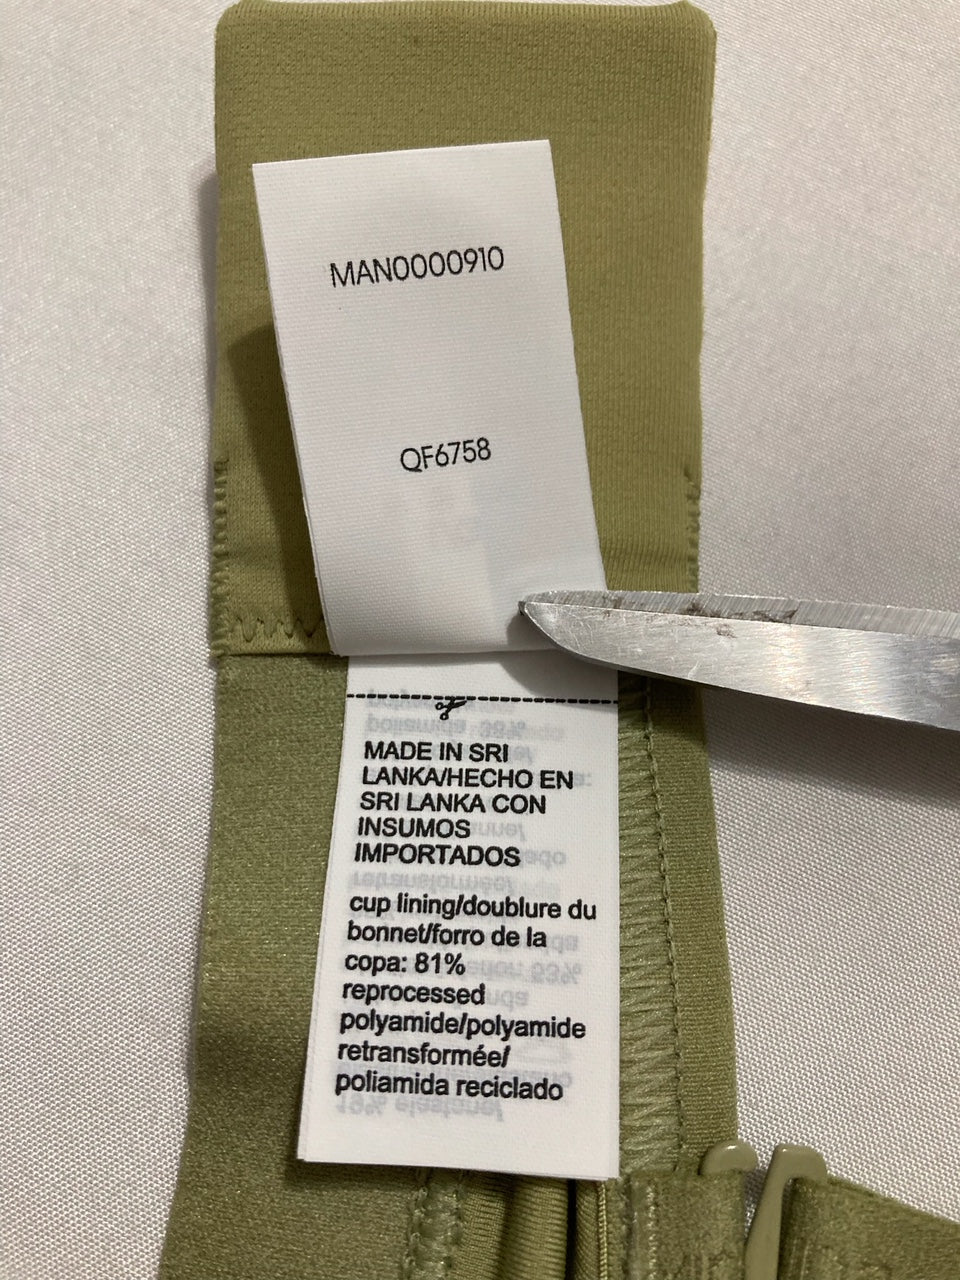 MAN0000910
QF6758
MADE IN SRI
LANKA/HECHO EN
SRI LANKA CON
INSUMOS
IMPORTADOS
cup lining/doublure du
bonnet/forro de la
copa: 81%
reprocessed
polyamide/polyamide
retransformée/
poliamida reciclado